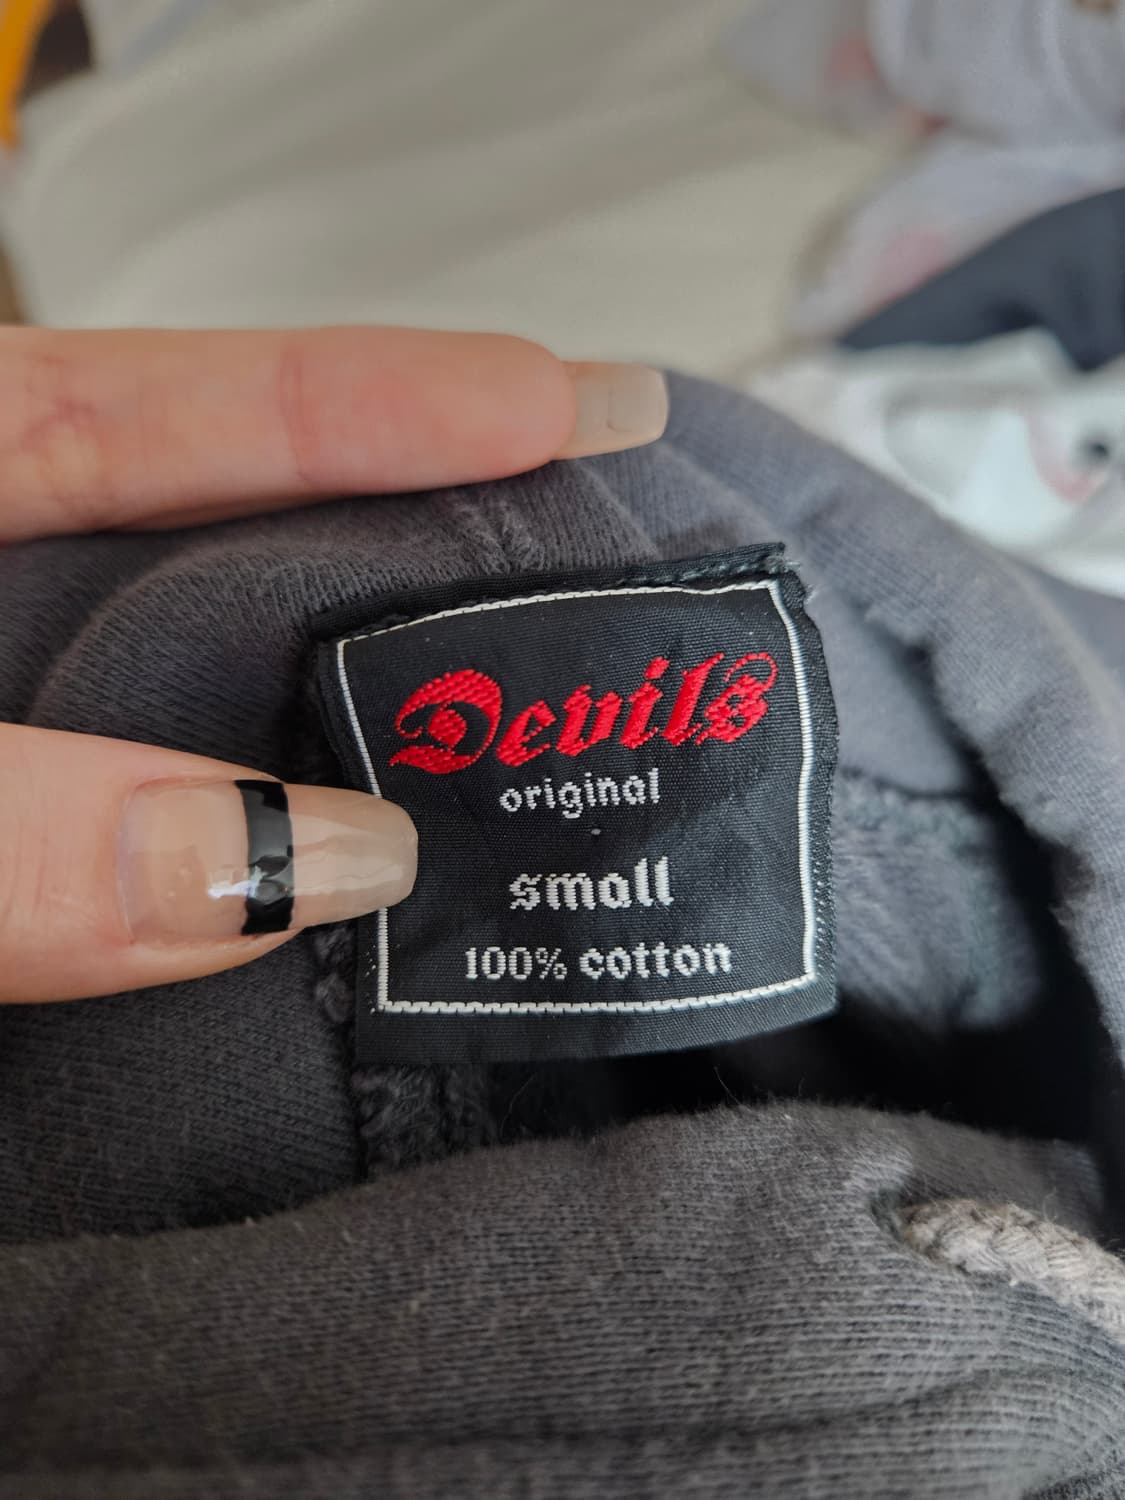 Devils
original
small
100% cotton